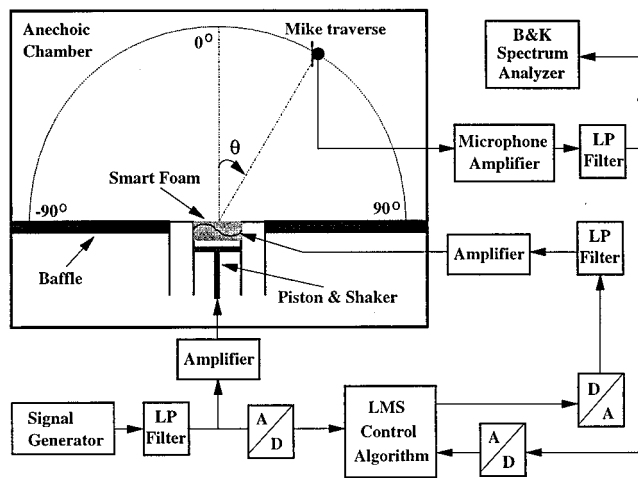 Anechoic
Chamber
0°
Mike traverse
B&K
Spectrum
Analyzer
θ
Microphone
Amplifier
LP
Filter
Smart Foam
-90°
90°
Baffle
Piston & Shaker
Amplifier
LP
Filter
Amplifier
Signal
Generator
LP
Filter
A
D
LMS
Control
Algorithm
A
D
D
A